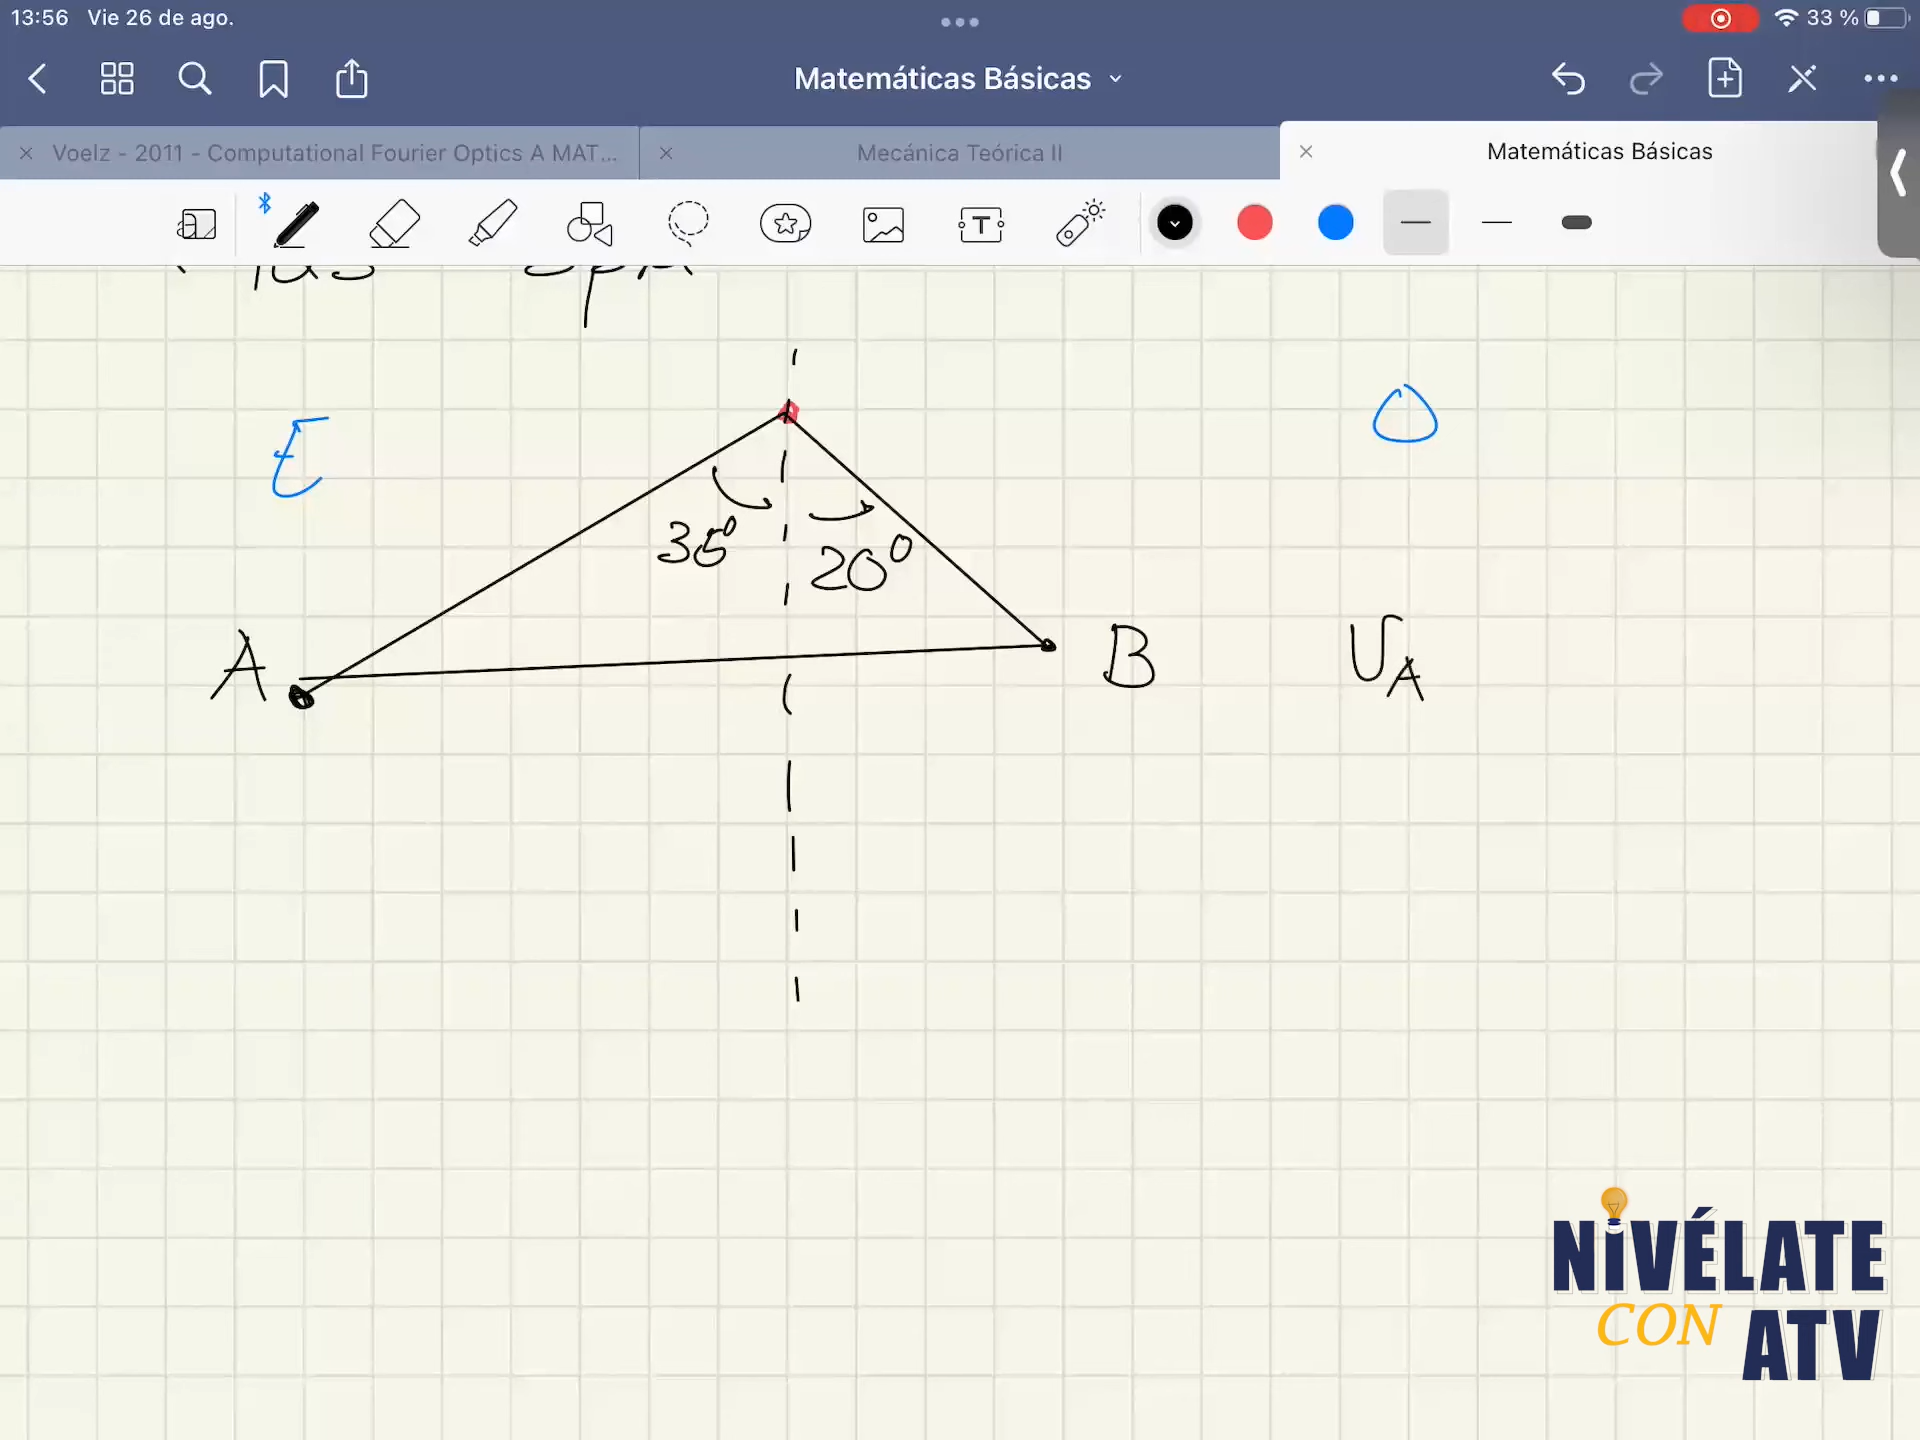 13:56 Vie 26 de ago. 33 %
Matemáticas Básicas
Voelz - 2011 - Computational Fourier Optics A MAT... Mecánica Teórica II Matemáticas Básicas
E O
35° 20°
A B U_A
NIVÉLATE
CON ATV